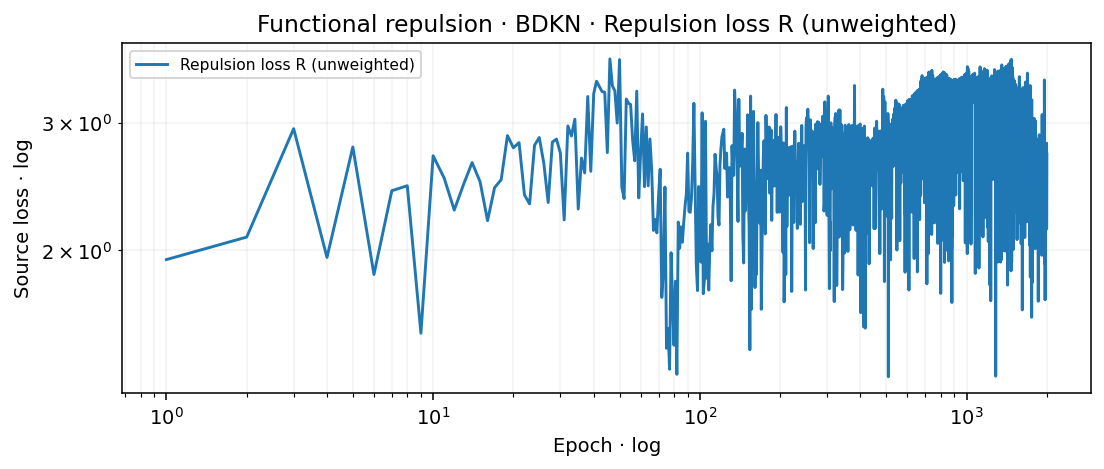 Functional repulsion · BDKN · Repulsion loss R (unweighted)
Repulsion loss R (unweighted)
3 × 10⁰
2 × 10⁰
Source loss · log
10⁰ 10¹ 10² 10³
Epoch · log